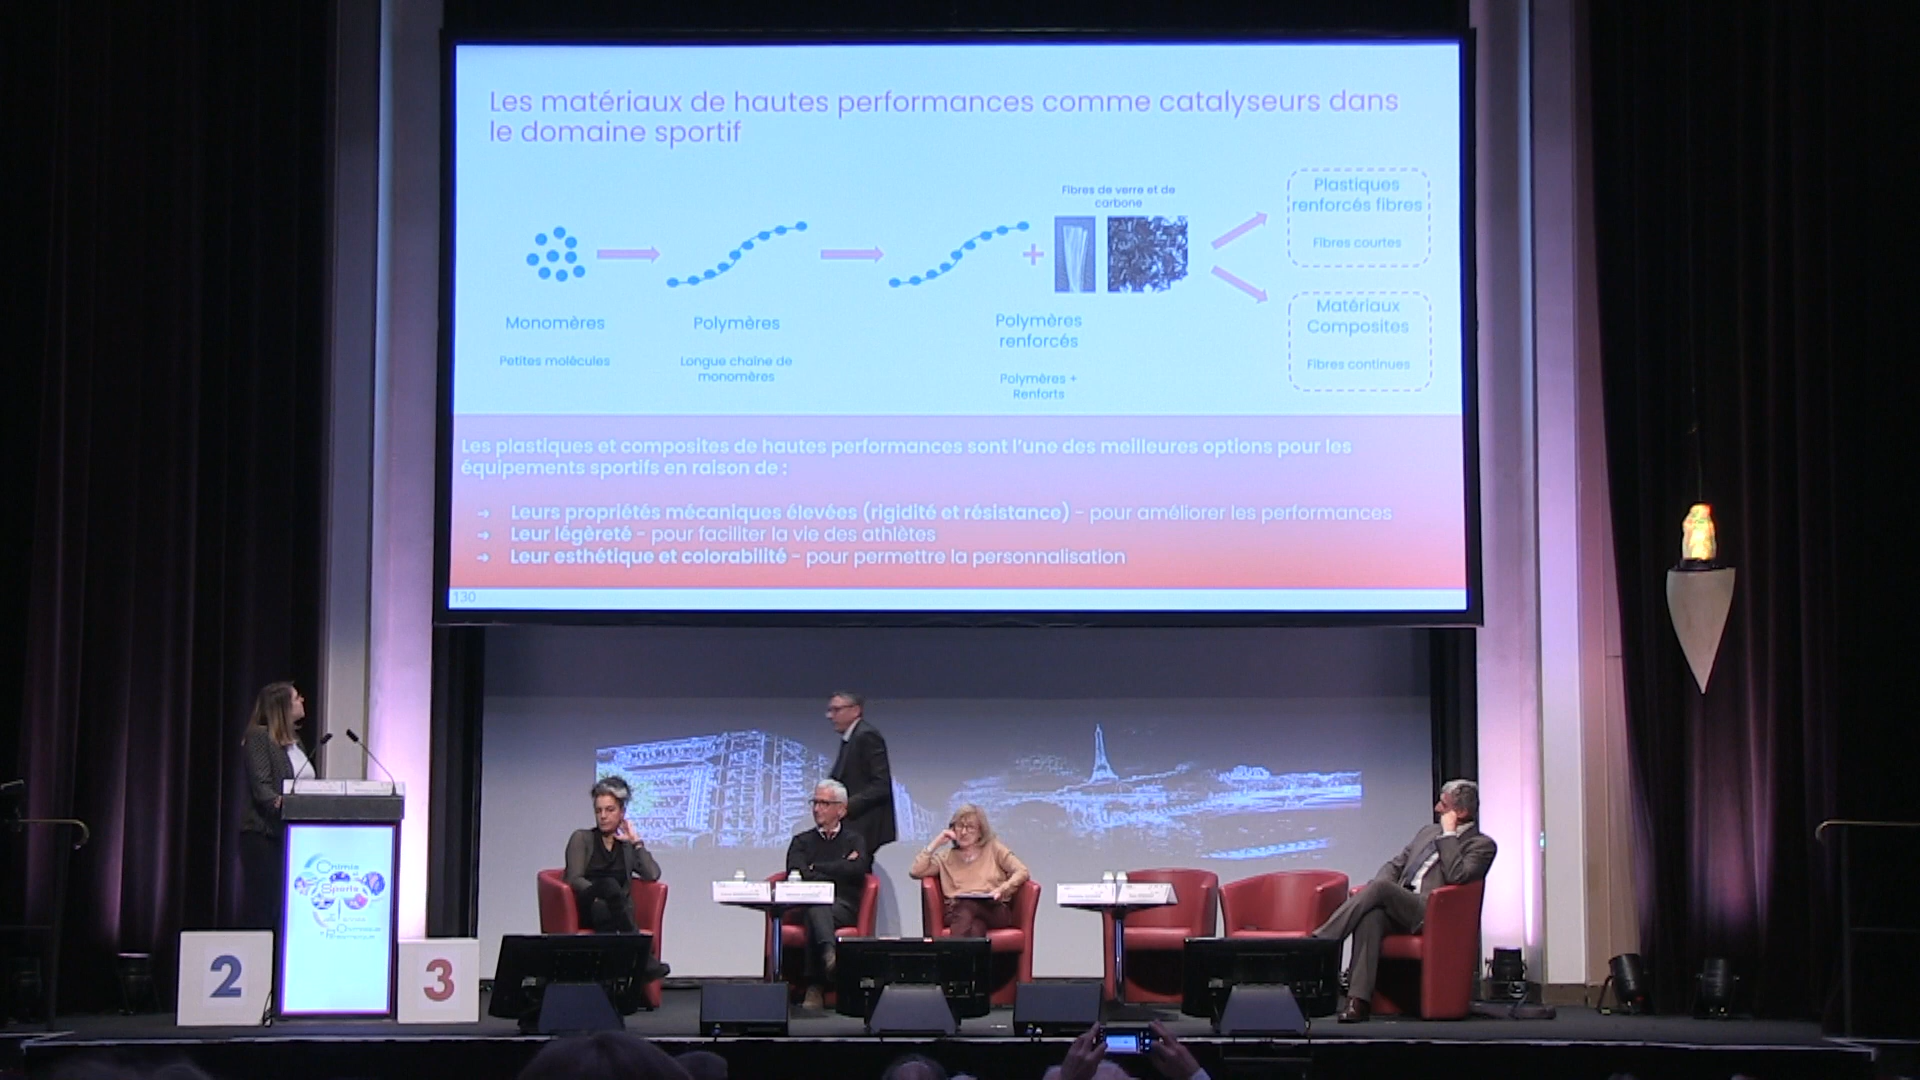 Les matériaux de hautes performances comme catalyseurs dans
le domaine sportif
Fibres de verre et de
carbone
Plastiques
renforcés fibres
Fibres courtes
Matériaux
Composites
Fibres continues
Monomères
Petites molécules
Polymères
Longue chaîne de
monomères
+
Polymères
renforcés
Polymères +
Renforts
Les plastiques et composites de hautes performances sont l'une des meilleures options pour les
équipements sportifs en raison de :
→ Leurs propriétés mécaniques élevées (rigidité et résistance) - pour améliorer les performances
→ Leur légèreté - pour faciliter la vie des athlètes
→ Leur esthétique et colorabilité - pour permettre la personnalisation
130
Chimie
Sports
2
3